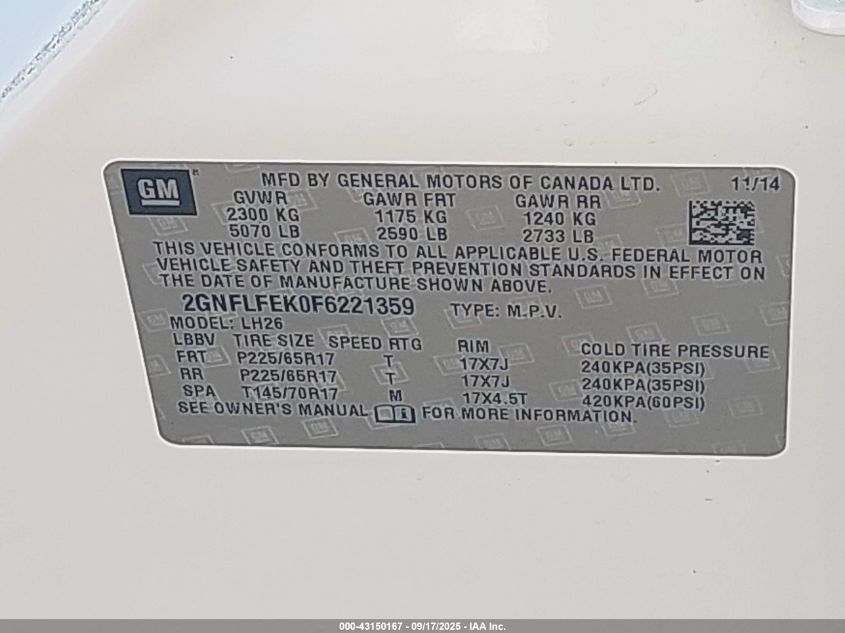 GM
MFD BY GENERAL MOTORS OF CANADA LTD. 11/14
GVWR GAWR FRT GAWR RR
2300 KG 1175 KG 1240 KG
5070 LB 2590 LB 2733 LB
THIS VEHICLE CONFORMS TO ALL APPLICABLE U.S. FEDERAL MOTOR
VEHICLE SAFETY AND THEFT PREVENTION STANDARDS IN EFFECT ON
THE DATE OF MANUFACTURE SHOWN ABOVE.
2GNFLFEK0F6221359 TYPE: M.P.V.
MODEL: LH26
LBBV TIRE SIZE SPEED RTG RIM COLD TIRE PRESSURE
FRT P225/65R17 T 17X7J 240KPA(35PSI)
RR P225/65R17 T 17X7J 240KPA(35PSI)
SPA T145/70R17 M 17X4.5T 420KPA(60PSI)
SEE OWNER'S MANUAL FOR MORE INFORMATION.
000-43150167 - 09/17/2025 - IAA Inc.